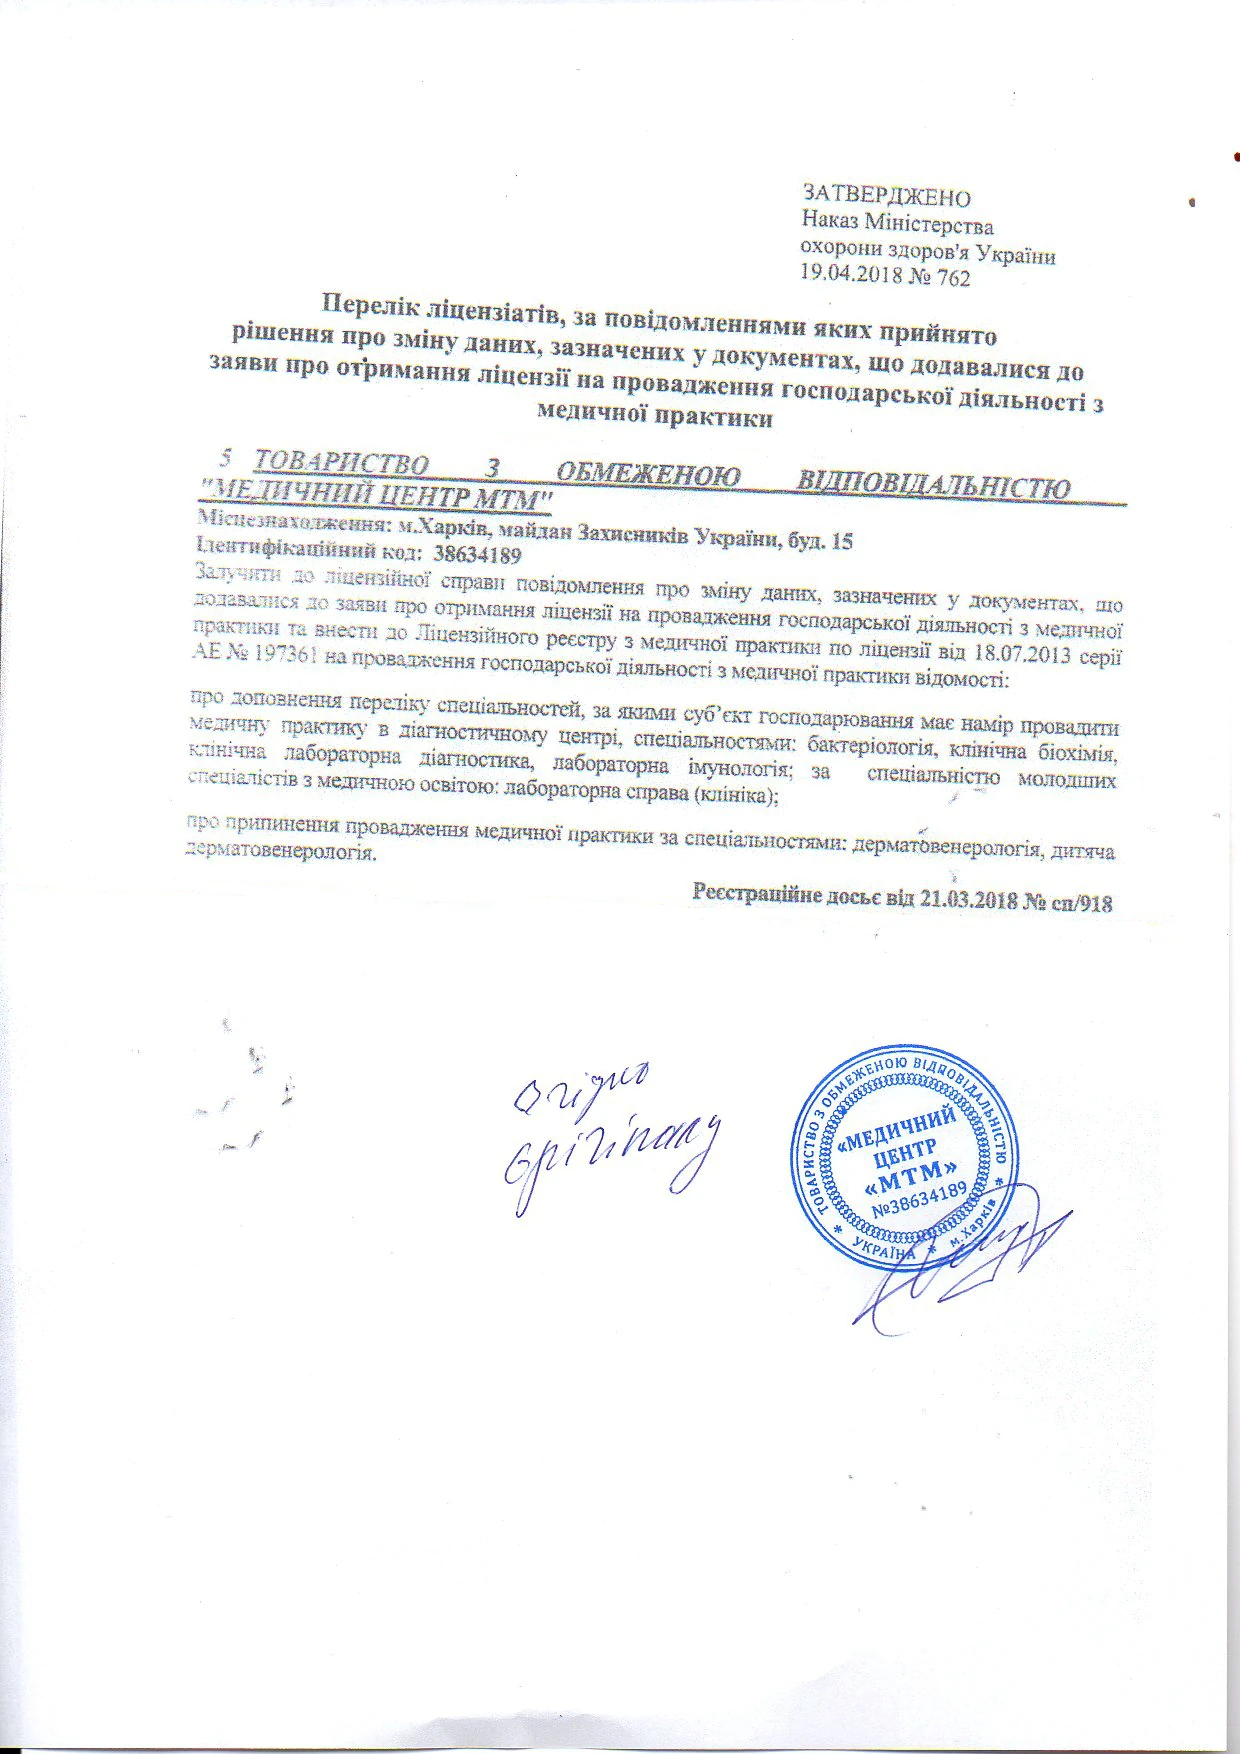 ЗАТВЕРДЖЕНО
Наказ Міністерства
охорони здоров'я України
19.04.2018 № 762
Перелік ліцензіатів, за повідомленнями яких прийнято
рішення про зміну даних, зазначених у документах, що додавалися до
заяви про отримання ліцензії на провадження господарської діяльності з
медичної практики
5 ТОВАРИСТВО З ОБМЕЖЕНОЮ ВІДПОВІДАЛЬНІСТЮ
"МЕДИЧНИЙ ЦЕНТР МТМ"
Місцезнаходження: м.Харків, майдан Захисників України, буд. 15
Ідентифікаційний код: 38634189
Залучити до ліцензійної справи повідомлення про зміну даних, зазначених у документах, що
додавалися до заяви про отримання ліцензії на провадження господарської діяльності з медичної
практики та внести до Ліцензійного реєстру з медичної практики по ліцензії від 18.07.2013 серії
АЕ № 197361 на провадження господарської діяльності з медичної практики відомості:
про доповнення переліку спеціальностей, за якими суб’єкт господарювання має намір провадити
медичну практику в діагностичному центрі, спеціальностями: бактеріологія, клінічна біохімія,
клінічна лабораторна діагностика, лабораторна імунологія; за спеціальністю молодших
спеціалістів з медичною освітою: лабораторна справа (клініка);
про припинення провадження медичної практики за спеціальностями: дерматовенерологія, дитяча
дерматовенерологія.
Реєстраційне досьє від 21.03.2018 № сп/918
Згідно
оригіналу
ТОВАРИСТВО З ОБМЕЖЕНОЮ ВІДПОВІДАЛЬНІСТЮ
«МЕДИЧНИЙ
ЦЕНТР
«МТМ»
№38634189
* УКРАЇНА * м.Харків *